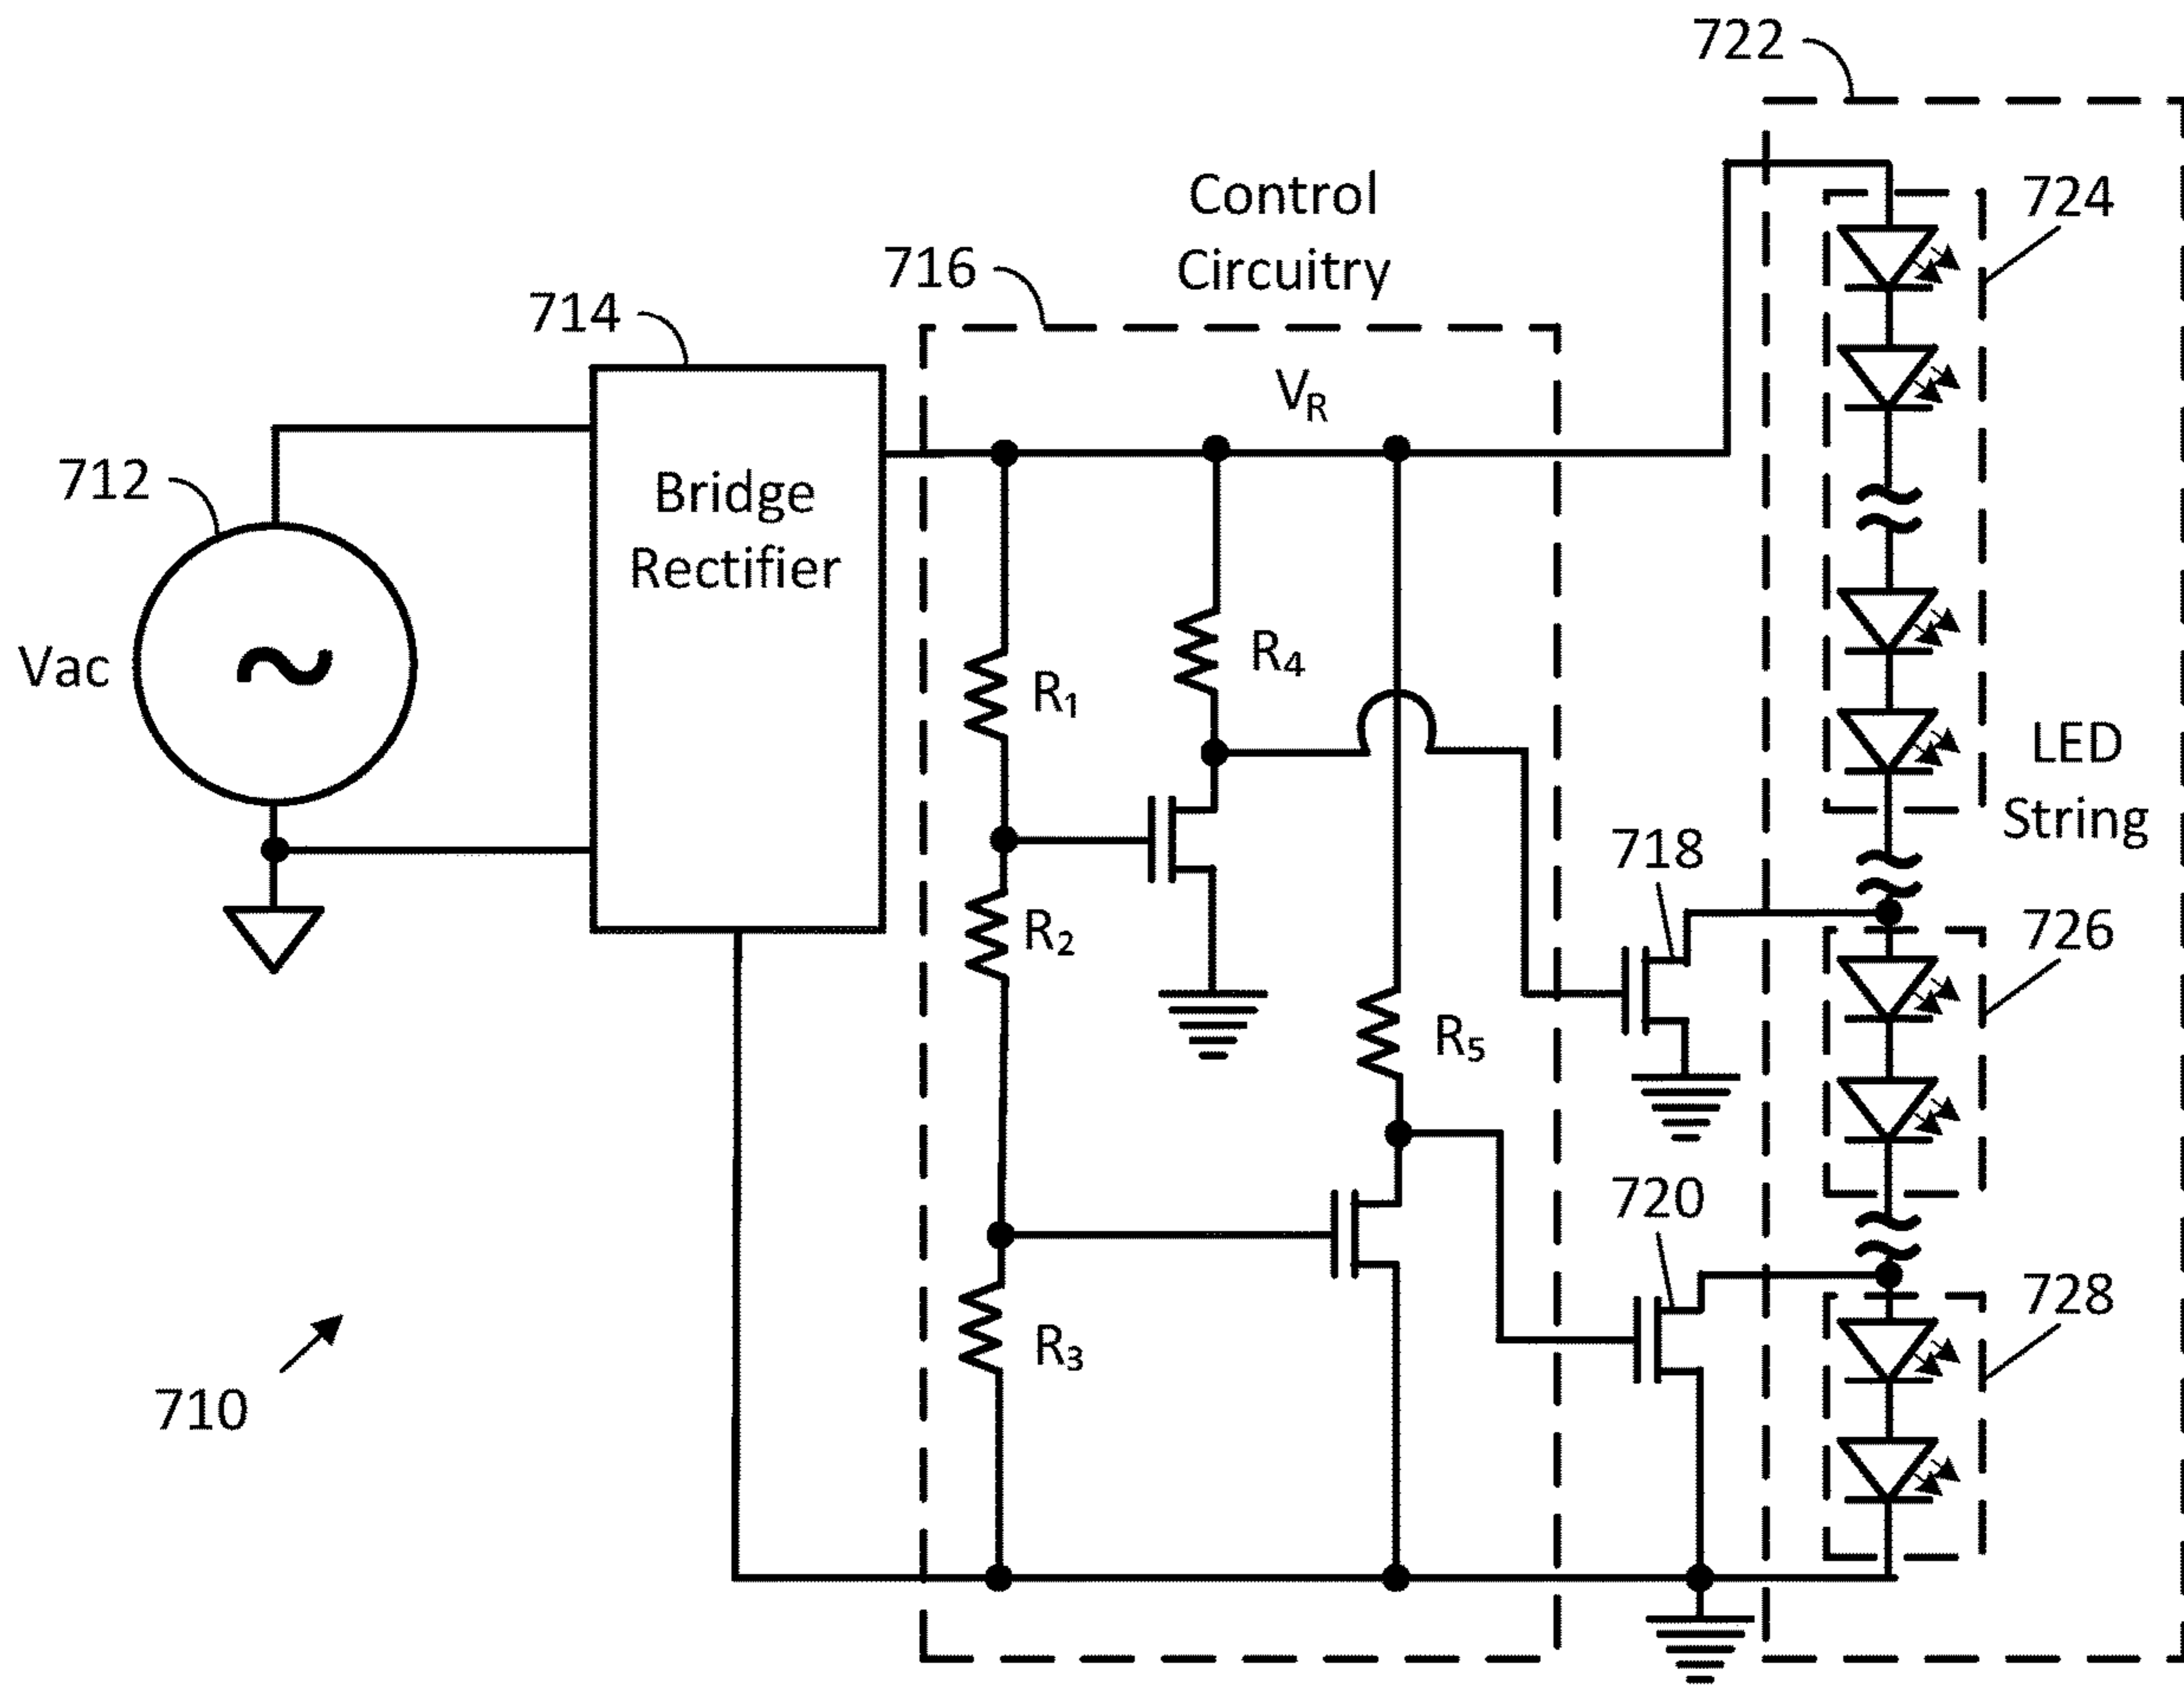 722
724
Control
Circuitry
716
714
V_R
712
Bridge
Rectifier
Vac
R₁
R₄
LED
String
718
R₂
726
R₅
720
728
R₃
710